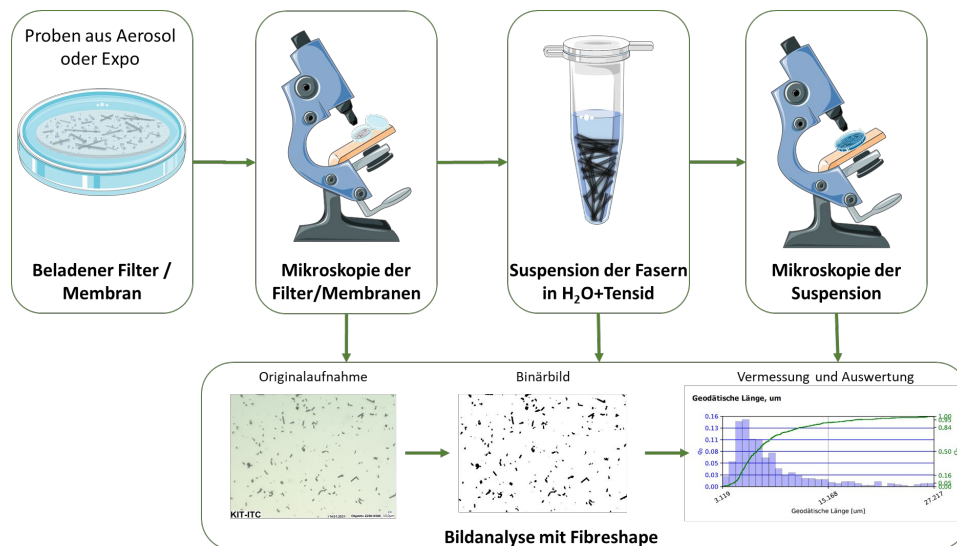 Proben aus Aerosol
oder Expo
Beladener Filter /
Membran
Mikroskopie der
Filter/Membranen
Suspension der Fasern
in H₂O+Tensid
Mikroskopie der
Suspension
Originalaufnahme
Binärbild
Vermessung und Auswertung
KIT-ITC
Geodätische Länge, um
0.16
0.13
0.11
0.08
0.05
0.03
0.00
1.00
0.95
0.84
0.50
0.16
0.05
0.00
3.119
15.168
27.217
Geodätische Länge [um]
Bildanalyse mit Fibreshape